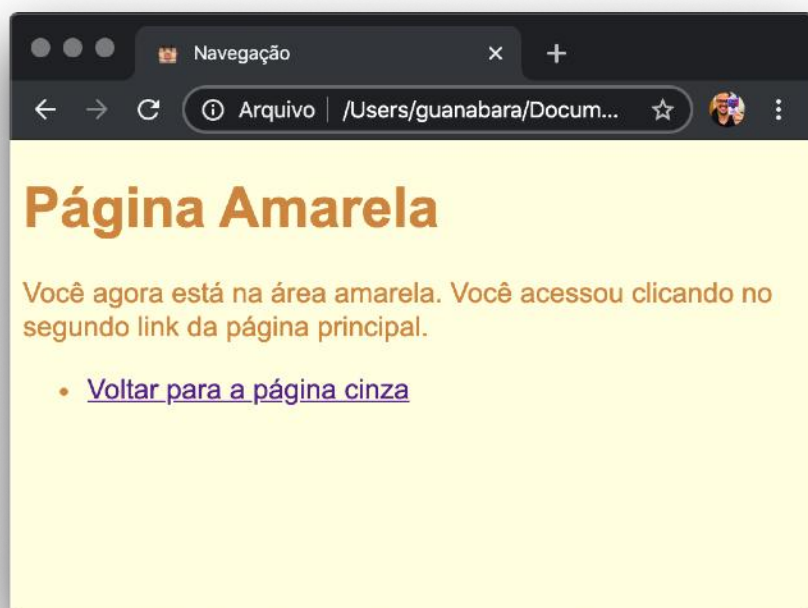 Navegação
Arquivo /Users/guanabara/Docum...
Página Amarela
Você agora está na área amarela. Você acessou clicando no
segundo link da página principal.
• Voltar para a página cinza